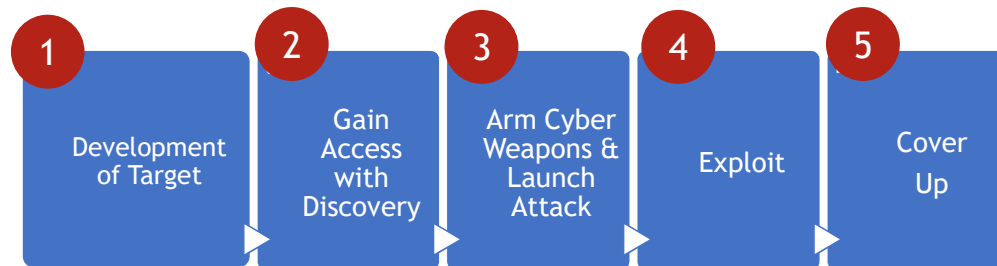 1
Development
of Target
2
Gain
Access
with
Discovery
3
Arm Cyber
Weapons &
Launch
Attack
4
Exploit
5
Cover
Up